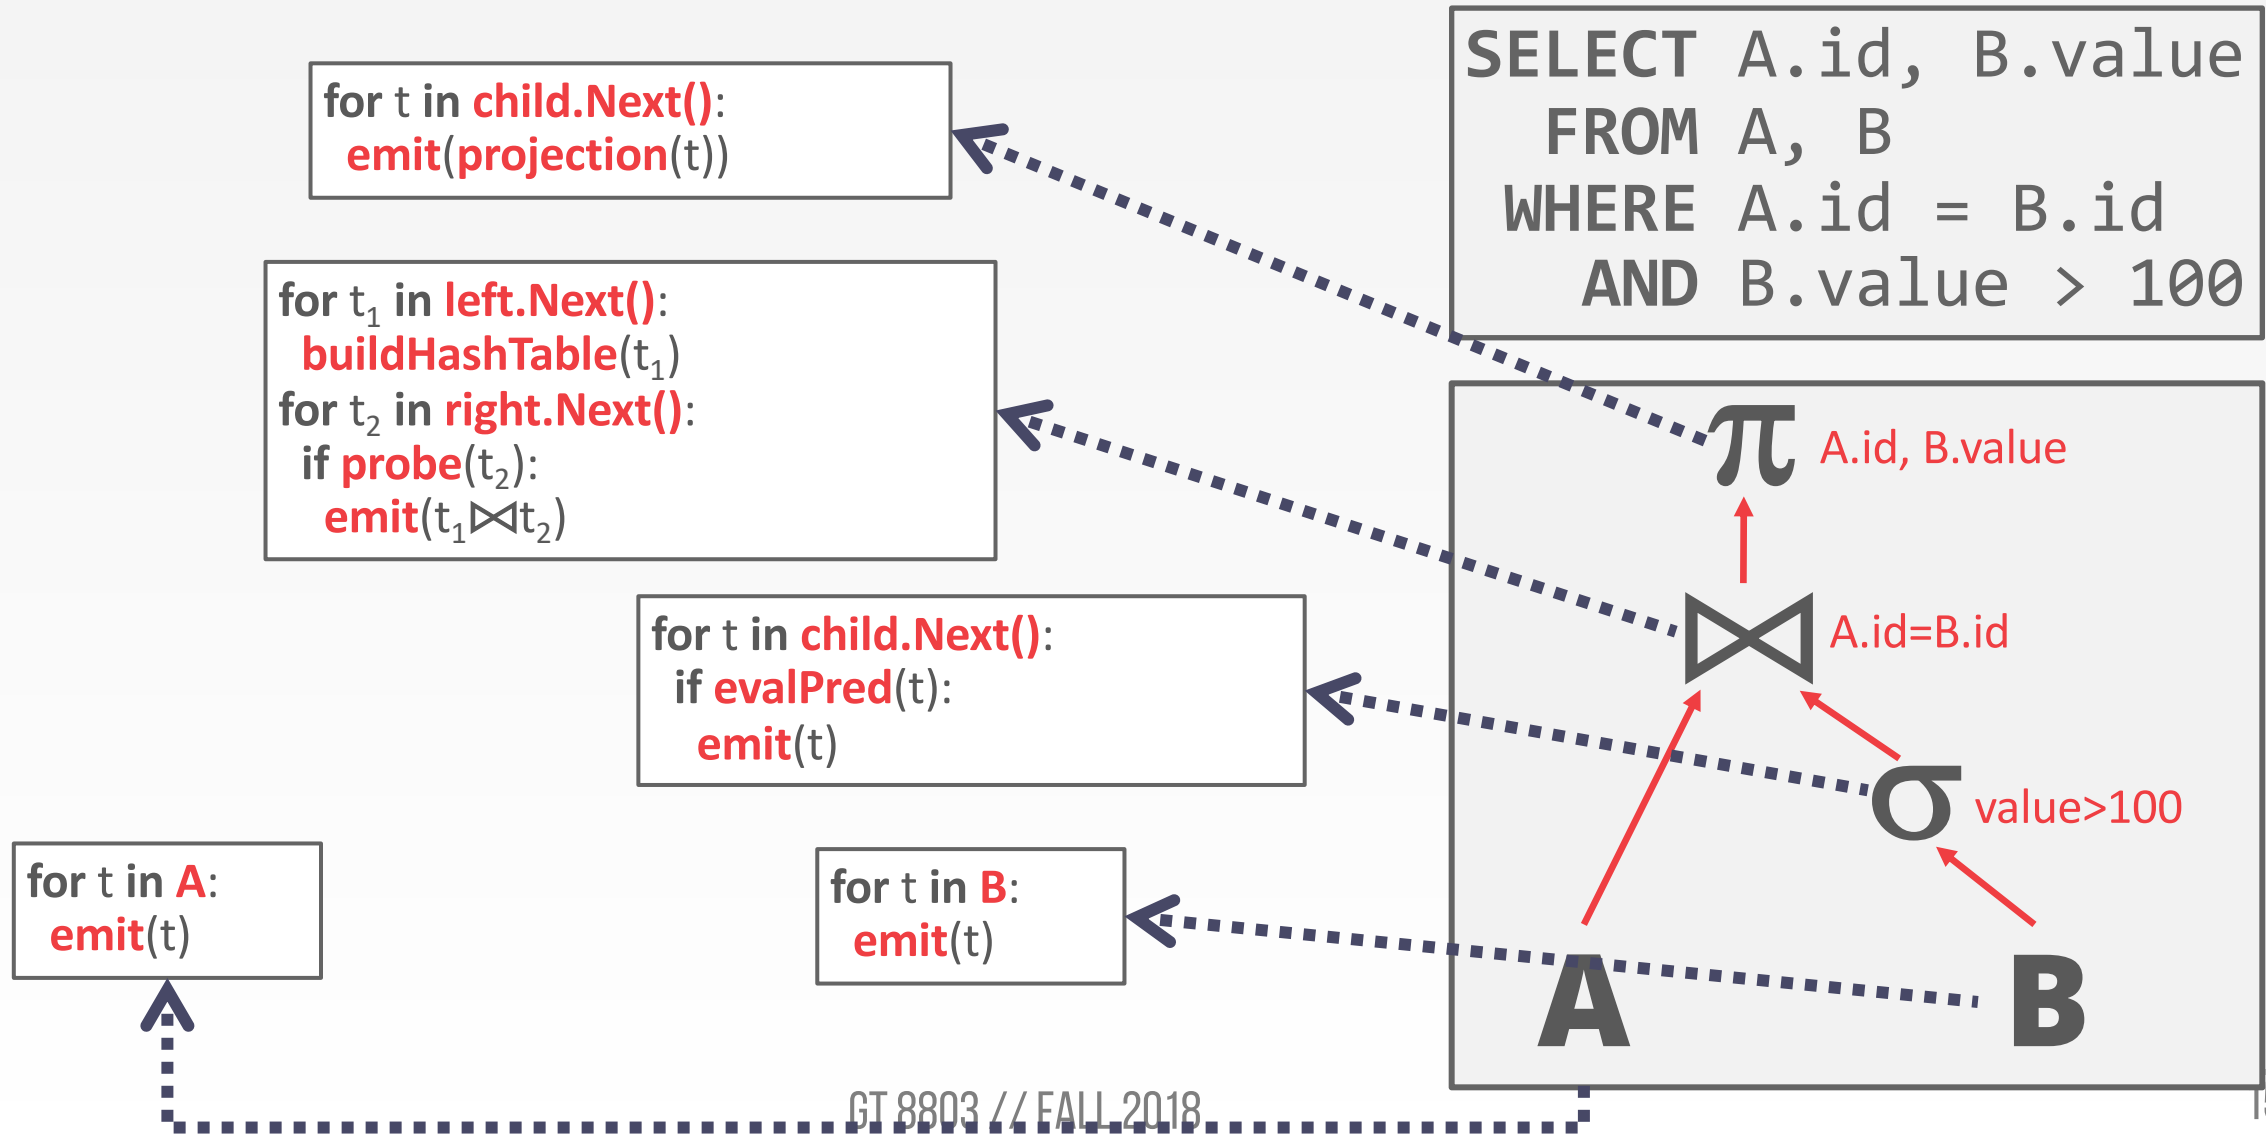 SELECT A.id, B.value
FROM A, B
WHERE A.id = B.id
AND B.value > 100
for t in child.Next():
emit(projection(t))
for t₁ in left.Next():
buildHashTable(t₁)
for t₂ in right.Next():
if probe(t₂):
emit(t₁⨝t₂)
for t in child.Next():
if evalPred(t):
emit(t)
for t in A:
emit(t)
for t in B:
emit(t)
π A.id, B.value
⨝ A.id=B.id
σ value>100
A B
GT 8803 // FALL 2018